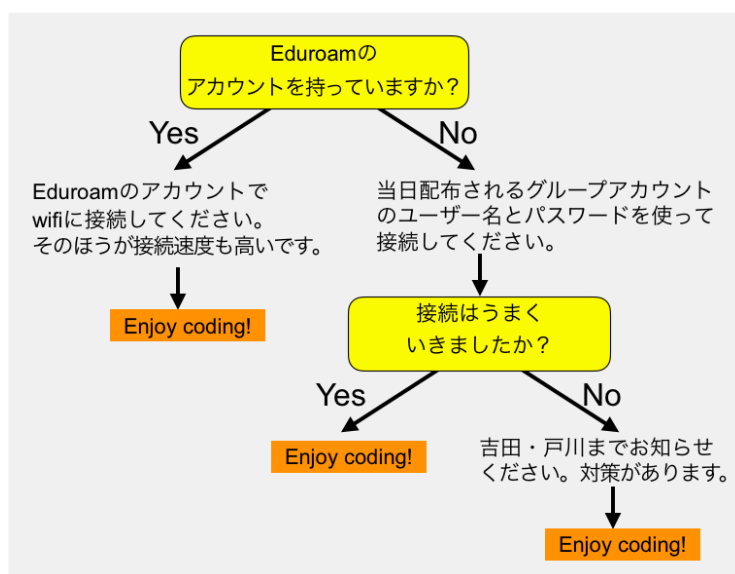 Eduroamの
アカウントを持っていますか？
Yes
No
Eduroamのアカウントで
wifiに接続してください。
そのほうが接続速度も高いです。
当日配布されるグループアカウント
のユーザー名とパスワードを使って
接続してください。
Enjoy coding!
接続はうまく
いきましたか？
Yes
No
Enjoy coding!
吉田・戸川までお知らせ
ください。対策があります。
Enjoy coding!